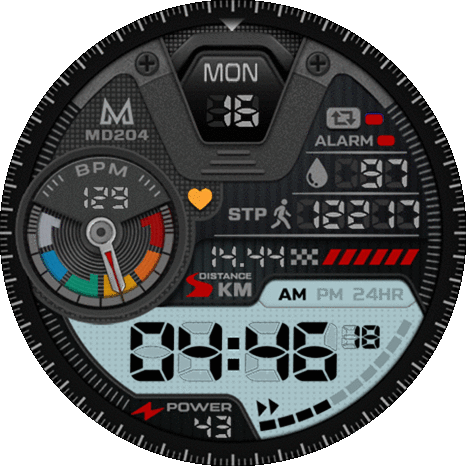 MON
16
MD204
ALARM
BPM
129
97
STP 12217
14.44
DISTANCE
KM
AM PM 24HR
04:46 18
POWER
43